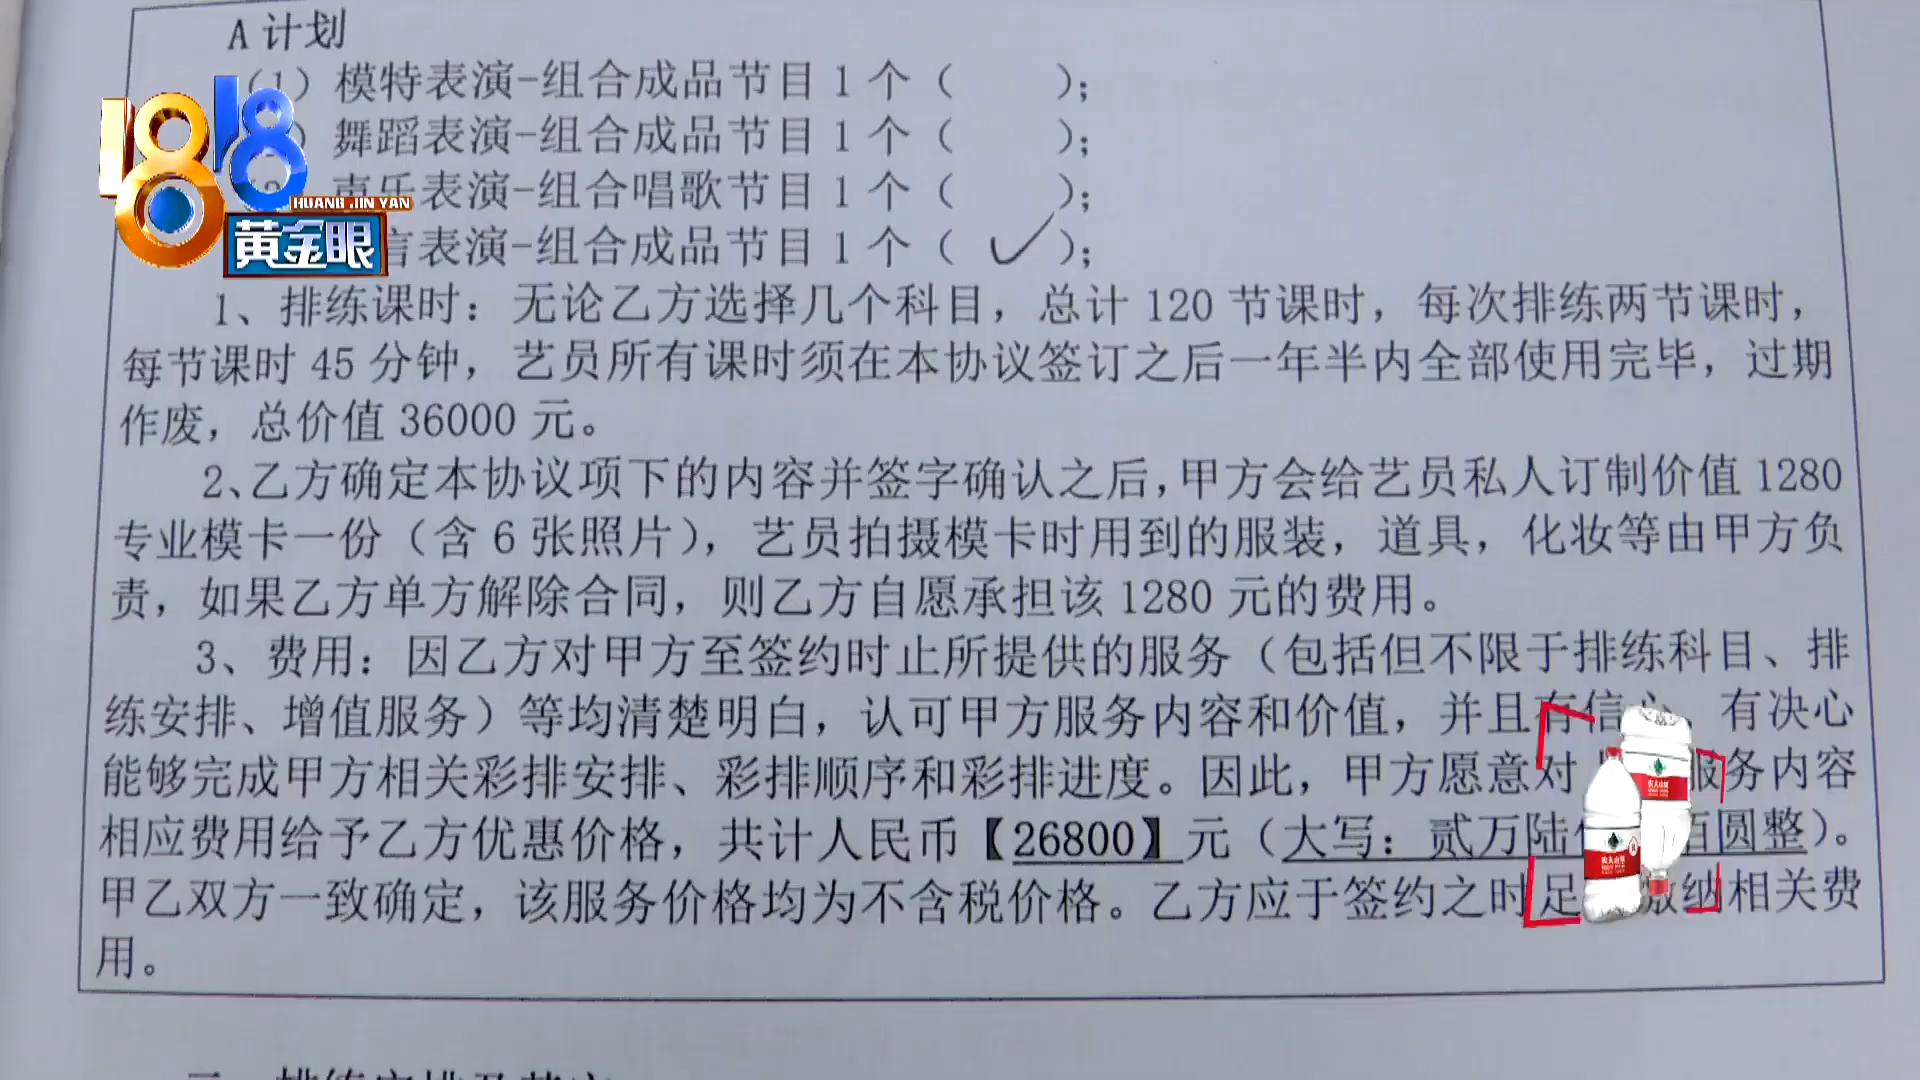 A 计划
(1) 模特表演-组合成品节目 1 个（ ）；
) 舞蹈表演-组合成品节目 1 个（ ）；
声乐表演-组合唱歌节目 1 个（ ）；
言表演-组合成品节目 1 个（ ✓ ）；
1818
HUANG JIN YAN
黄金眼
1、排练课时：无论乙方选择几个科目，总计 120 节课时，每次排练两节课时，
每节课时 45 分钟，艺员所有课时须在本协议签订之后一年半内全部使用完毕，过期
作废，总价值 36000 元。
2、乙方确定本协议项下的内容并签字确认之后，甲方会给艺员私人订制价值 1280
专业模卡一份（含 6 张照片），艺员拍摄模卡时用到的服装，道具，化妆等由甲方负
责，如果乙方单方解除合同，则乙方自愿承担该 1280 元的费用。
3、费用：因乙方对甲方至签约时止所提供的服务（包括但不限于排练科目、排
练安排、增值服务）等均清楚明白，认可甲方服务内容和价值，并且有信心、有决心
能够完成甲方相关彩排安排、彩排顺序和彩排进度。因此，甲方愿意对 服务内容
相应费用给予乙方优惠价格，共计人民币【26800】元（大写：贰万陆 佰圆整）。
甲乙双方一致确定，该服务价格均为不含税价格。乙方应于签约之时足 缴纳相关费
用。
农夫山泉
农夫山泉